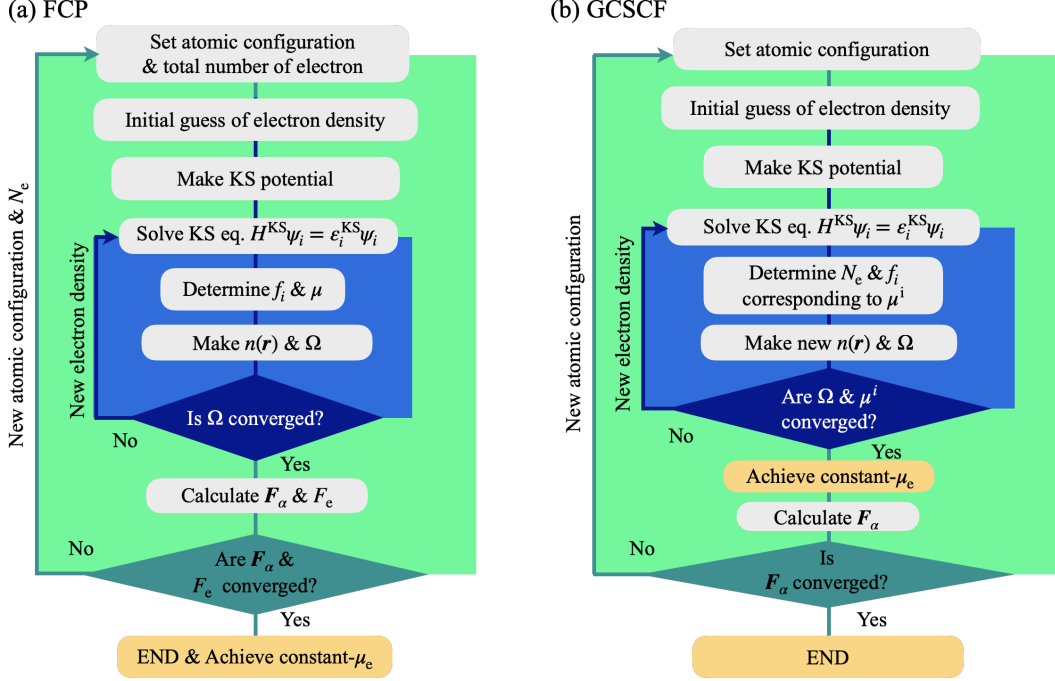 (a) FCP
Set atomic configuration
& total number of electron
Initial guess of electron density
Make KS potential
Solve KS eq. H^KS ψ_i = ε_i^KS ψ_i
Determine f_i & μ
Make n(r) & Ω
Is Ω converged?
No
Yes
Calculate F_α & F_e
Are F_α &
F_e converged?
No
Yes
END & Achieve constant-μ_e
New electron density
New atomic configuration & N_e
(b) GCSCF
Set atomic configuration
Initial guess of electron density
Make KS potential
Solve KS eq. H^KS ψ_i = ε_i^KS ψ_i
Determine N_e & f_i
corresponding to μ^i
Make new n(r) & Ω
Are Ω & μ^i
converged?
No
Yes
Achieve constant-μ_e
Calculate F_α
Is
F_α converged?
No
Yes
END
New electron density
New atomic configuration